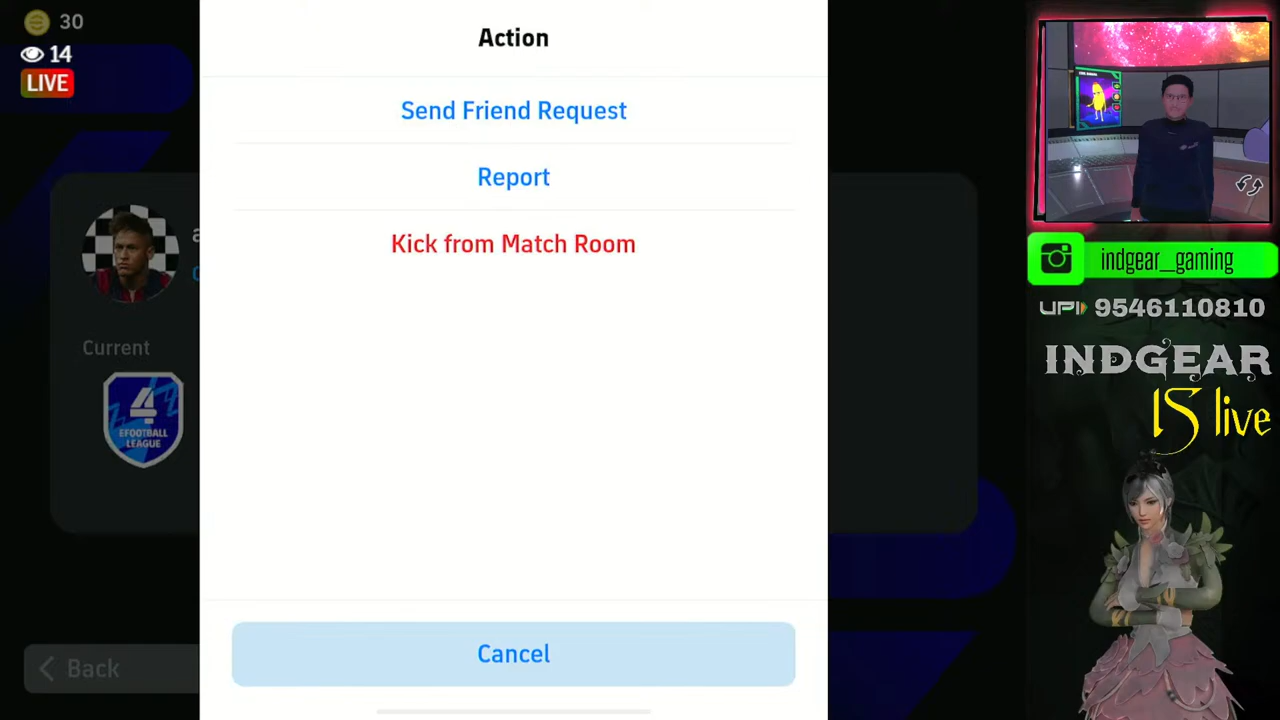 30
14
LIVE
Action
Send Friend Request
Report
Kick from Match Room
Current
4
EFOOTBALL
LEAGUE
Back
Cancel
indgear_gaming
UPI 9546110810
INDGEAR
IS live